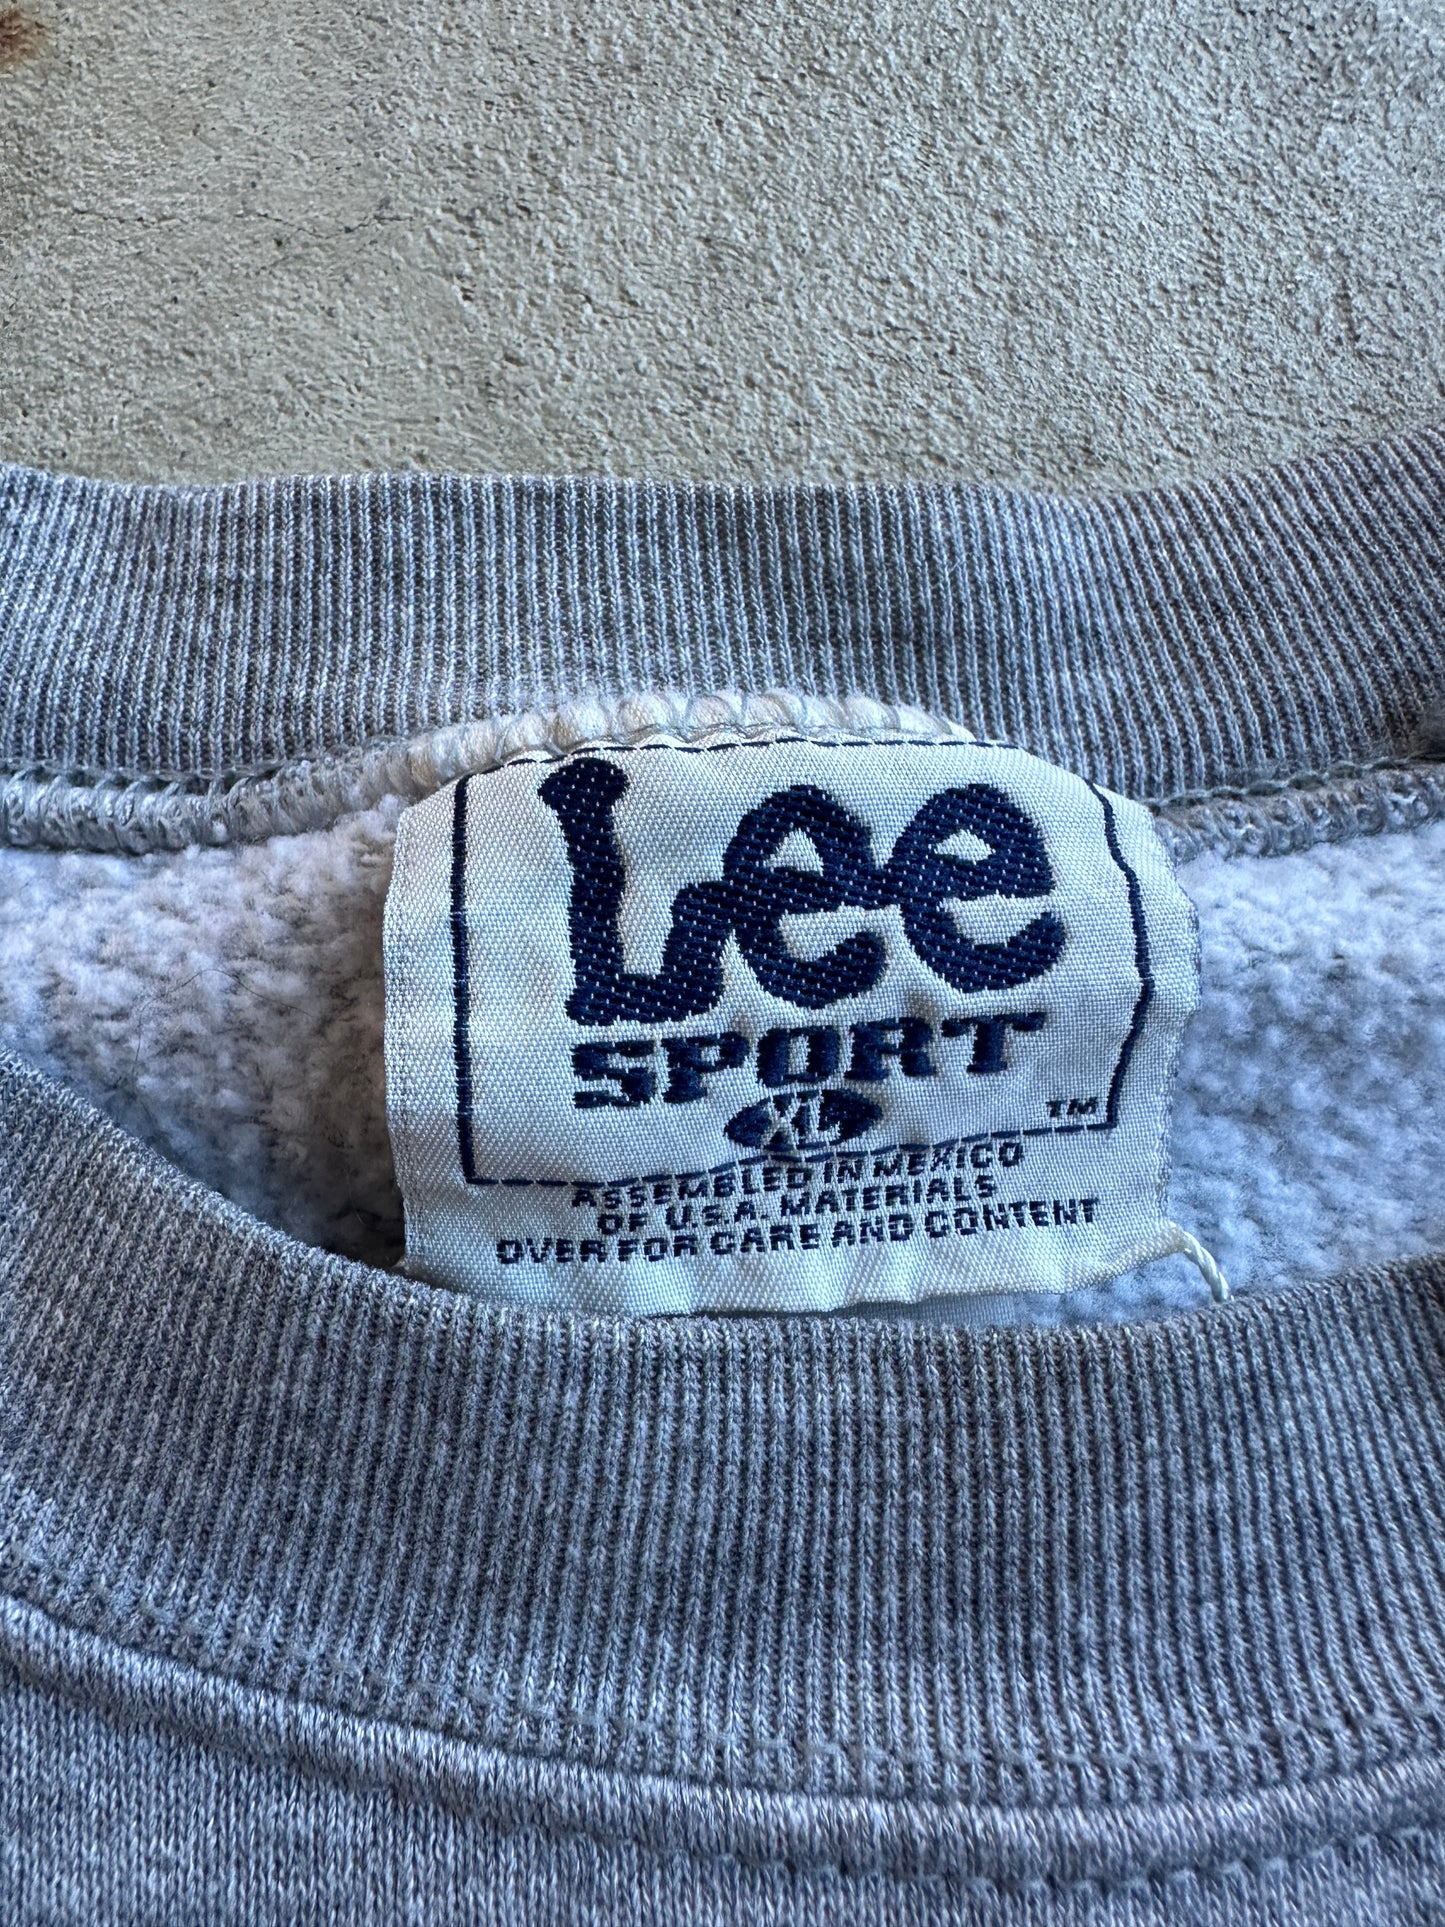 Lee
SPORT
XL
TM
ASSEMBLED IN MEXICO
OF U.S.A. MATERIALS
OVER FOR CARE AND CONTENT